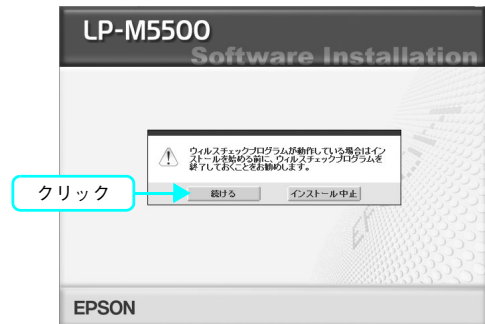 LP-M5500
Software Installation
ウィルスチェックプログラムが動作している場合はイン
ストールを始める前に、ウィルスチェックプログラムを
終了しておくことをお勧めします。
クリック
続ける
インストール中止
EPSON